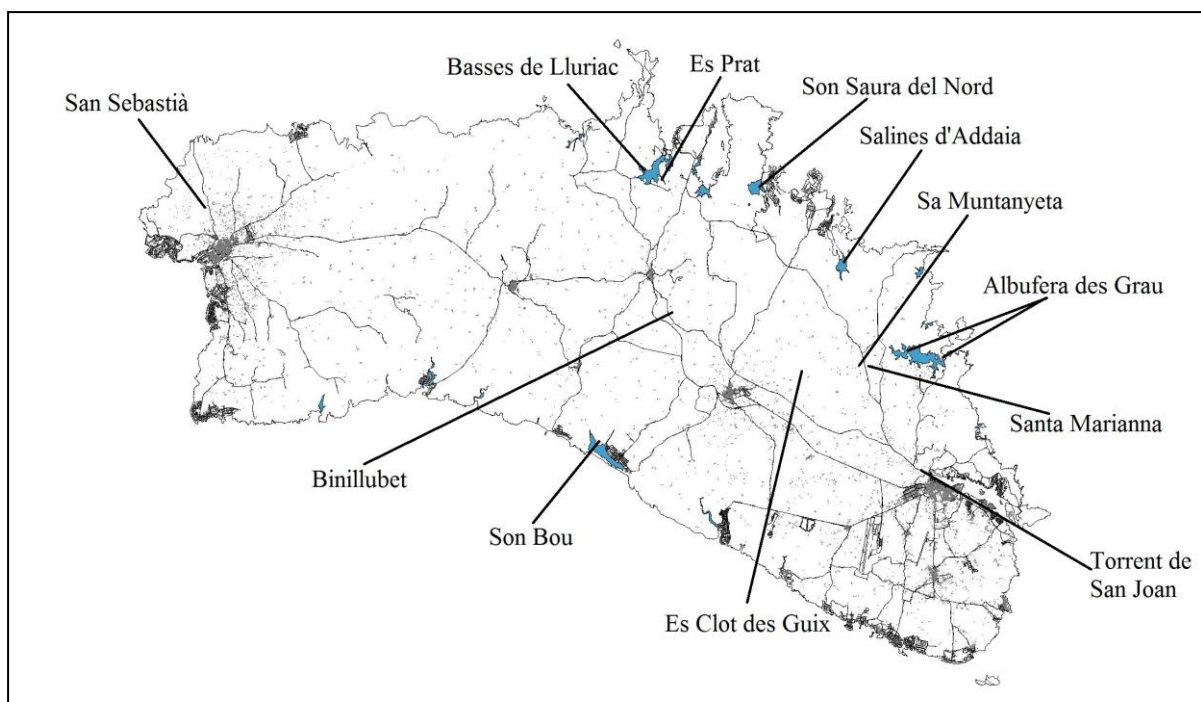 Basses de Lluriac
Es Prat
San Sebastià
Son Saura del Nord
Salines d'Addaia
Sa Muntanyeta
Albufera des Grau
Santa Marianna
Binillubet
Son Bou
Torrent de
San Joan
Es Clot des Guix